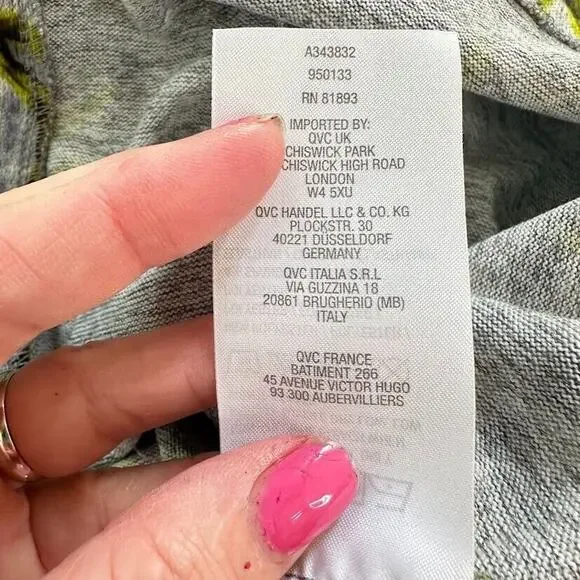 A343832
950133
RN 81893
IMPORTED BY:
QVC UK
CHISWICK PARK
CHISWICK HIGH ROAD
LONDON
W4 5XU
QVC HANDEL LLC & CO. KG
PLOCKSTR. 30
40221 DÜSSELDORF
GERMANY
QVC ITALIA S.R.L
VIA GUZZINA 18
20861 BRUGHERIO (MB)
ITALY
QVC FRANCE
BATIMENT 266
45 AVENUE VICTOR HUGO
93 300 AUBERVILLIERS